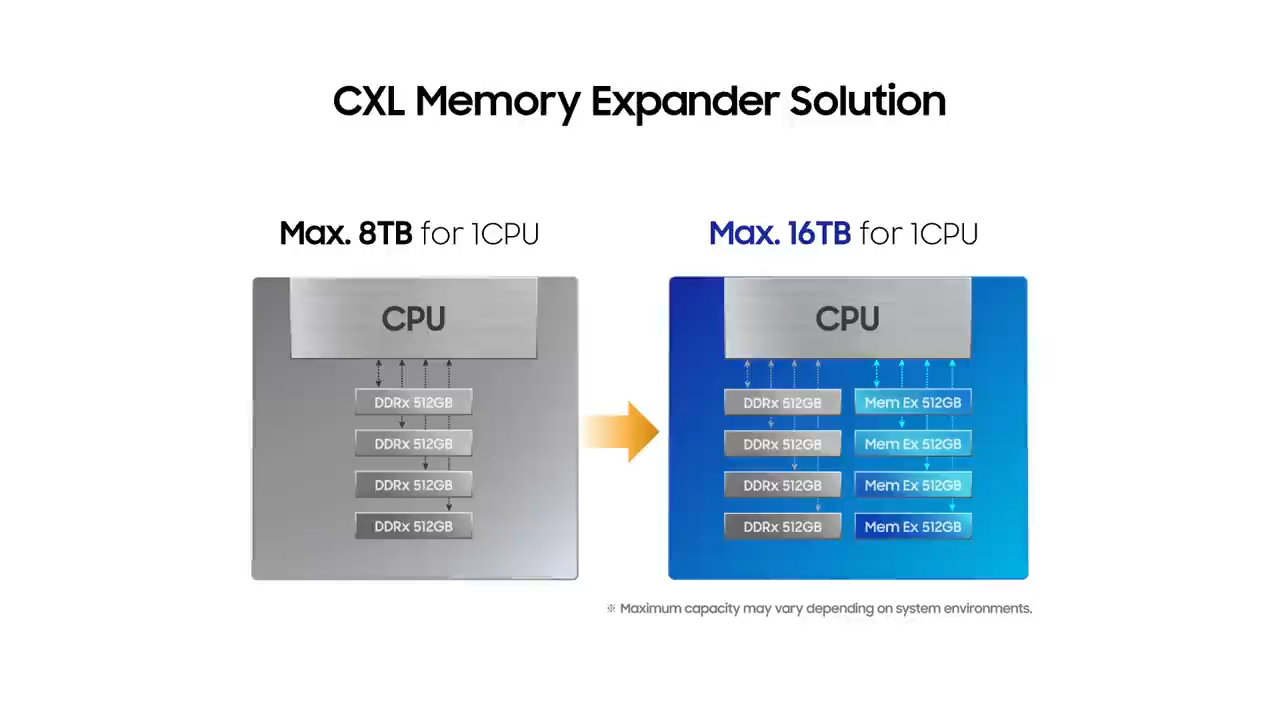 CXL Memory Expander Solution
Max. 8TB for 1CPU
CPU
DDRx 512GB
DDRx 512GB
DDRx 512GB
DDRx 512GB
Max. 16TB for 1CPU
CPU
DDRx 512GB
Mem Ex 512GB
DDRx 512GB
Mem Ex 512GB
DDRx 512GB
Mem Ex 512GB
DDRx 512GB
Mem Ex 512GB
※ Maximum capacity may vary depending on system environments.